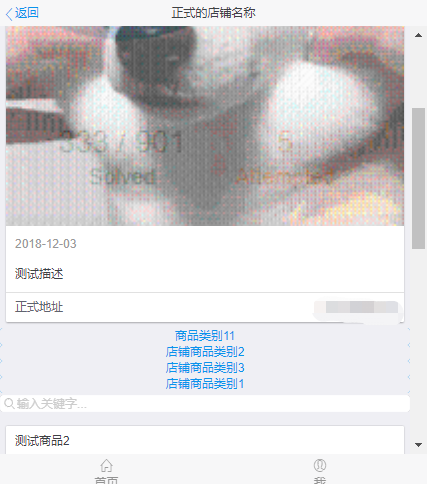 返回
正式的店铺名称
333 / 901
5
Solved
Attempted
2018-12-03
测试描述
正式地址
商品类别11
店铺商品类别2
店铺商品类别3
店铺商品类别1
输入关键字...
测试商品2
首页
我